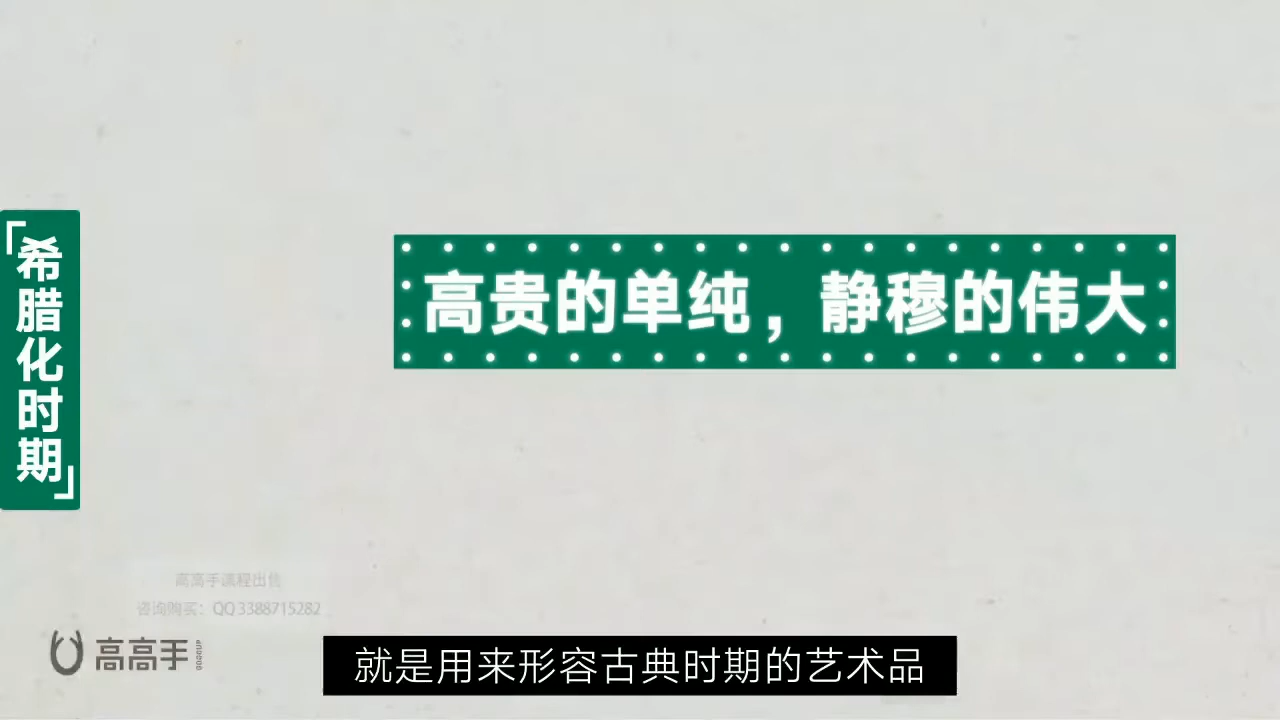 高贵的单纯，静穆的伟大
「希腊化时期」
高高手课程出售
咨询购买：QQ3388715282
高高手
就是用来形容古典时期的艺术品